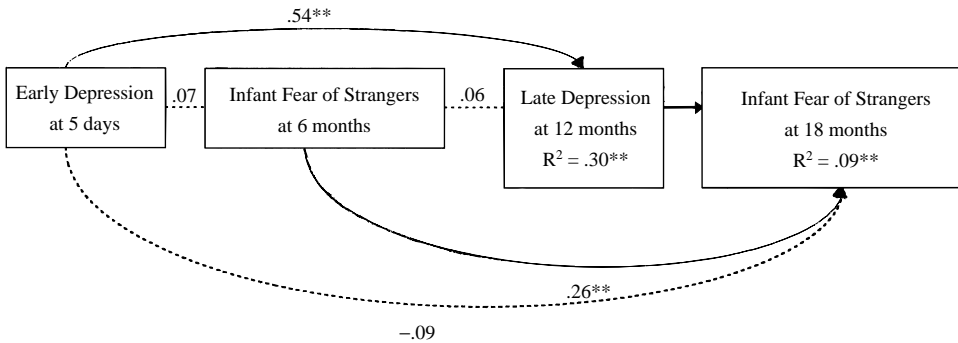 .54**
Early Depression
at 5 days
.07
Infant Fear of Strangers
at 6 months
.06
Late Depression
at 12 months
R² = .30**
Infant Fear of Strangers
at 18 months
R² = .09**
.26**
−.09